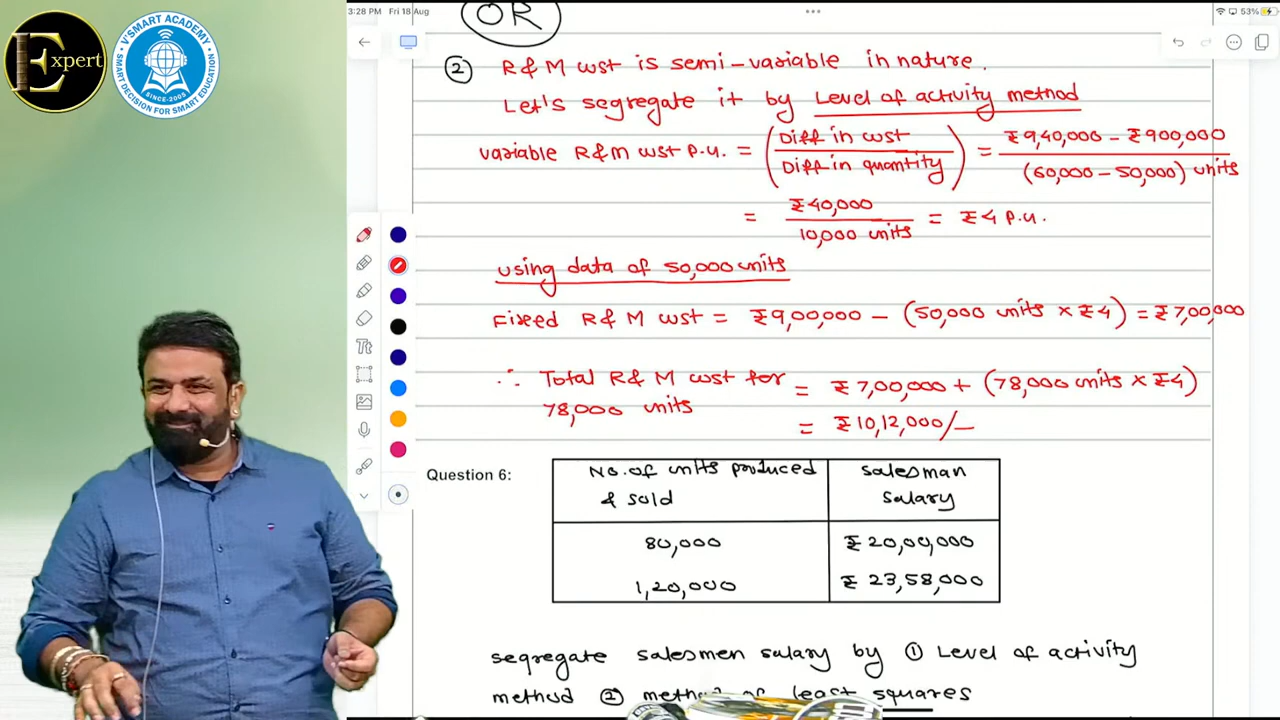 V'SMART ACADEMY
SMART DECISION FOR SMART EDUCATION
SINCE-2005
Expert
3:28 PM Fri 18 Aug
53%
OR
② R&M cost is semi-variable in nature.
Let's segregate it by Level of activity method
variable R&M cost p.u. = (Diff in cost / Diff in quantity) = ₹9,40,000 - ₹900,000 / (60,000 - 50,000) units
= ₹40,000 / 10,000 units = ₹4 p.u.
using data of 50,000 units
Fixed R&M cost = ₹9,00,000 - (50,000 units × ₹4) = ₹7,00,000
∴ Total R&M cost for 78,000 units = ₹7,00,000 + (78,000 units × ₹4)
= ₹10,12,000/-
Question 6:
No. of units produced & sold
salesman salary
80,000 ₹20,00,000
1,20,000 ₹23,58,000
segregate salesmen salary by ① Level of activity
method ② method of least squares
Tt